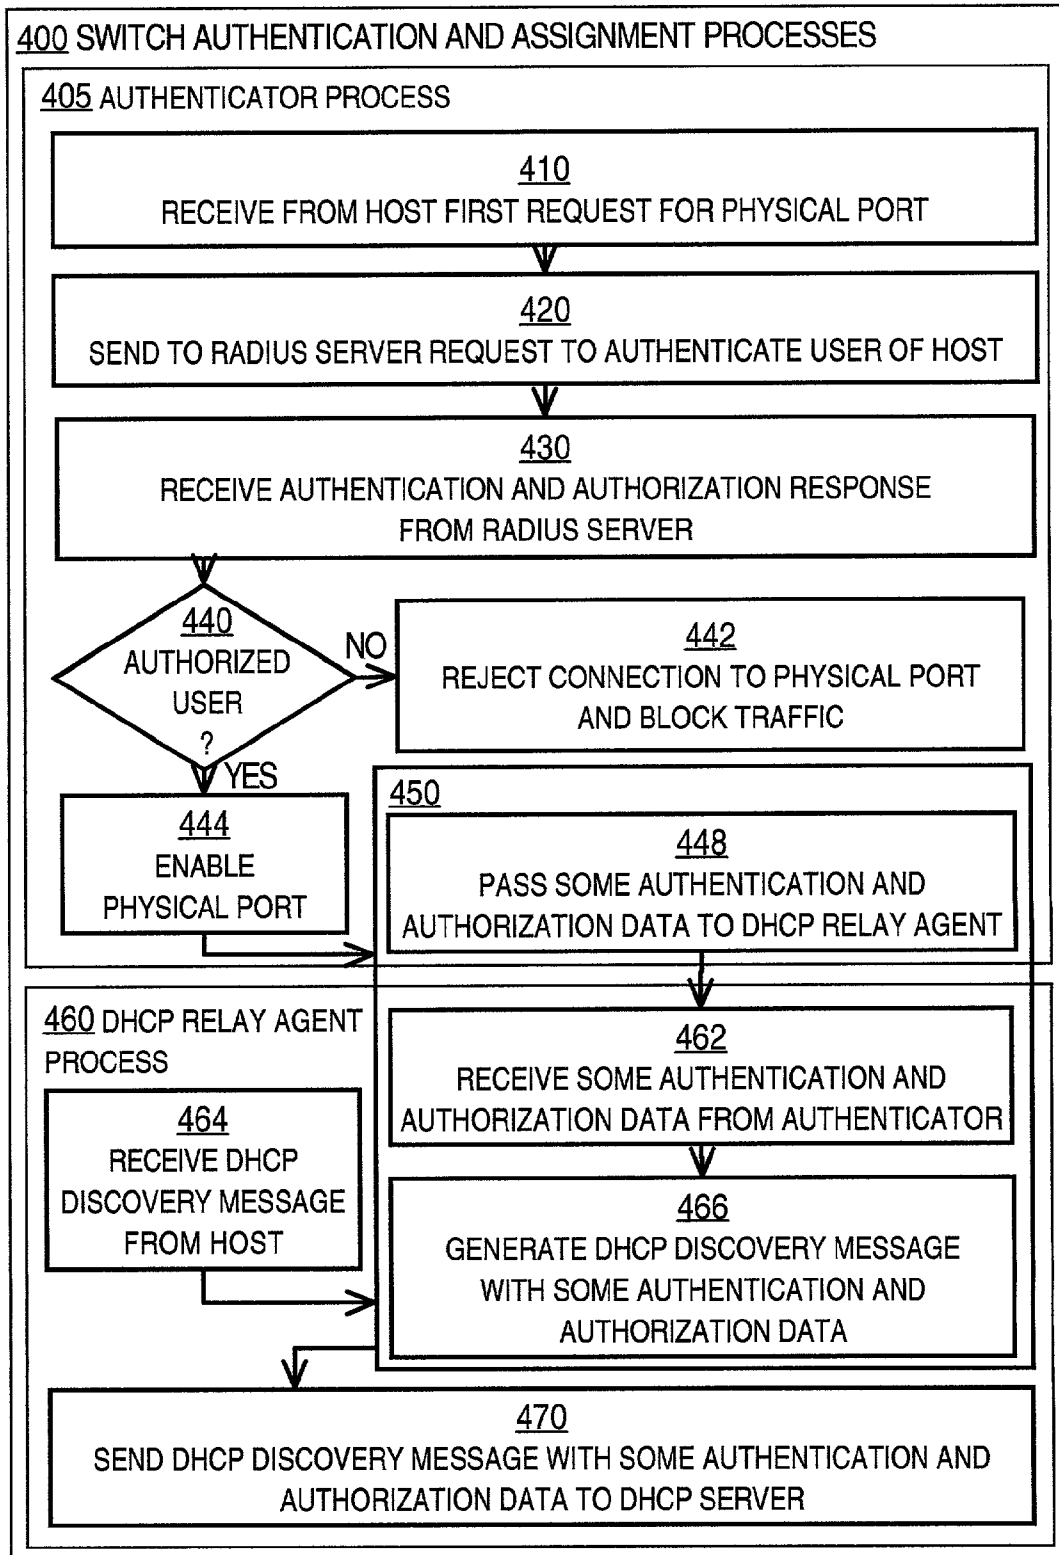 400 SWITCH AUTHENTICATION AND ASSIGNMENT PROCESSES
405 AUTHENTICATOR PROCESS
410
RECEIVE FROM HOST FIRST REQUEST FOR PHYSICAL PORT
420
SEND TO RADIUS SERVER REQUEST TO AUTHENTICATE USER OF HOST
430
RECEIVE AUTHENTICATION AND AUTHORIZATION RESPONSE
FROM RADIUS SERVER
440
AUTHORIZED
USER
?
NO
442
REJECT CONNECTION TO PHYSICAL PORT
AND BLOCK TRAFFIC
YES
444
ENABLE
PHYSICAL PORT
450
448
PASS SOME AUTHENTICATION AND
AUTHORIZATION DATA TO DHCP RELAY AGENT
460 DHCP RELAY AGENT
PROCESS
462
RECEIVE SOME AUTHENTICATION AND
AUTHORIZATION DATA FROM AUTHENTICATOR
464
RECEIVE DHCP
DISCOVERY MESSAGE
FROM HOST
466
GENERATE DHCP DISCOVERY MESSAGE
WITH SOME AUTHENTICATION AND
AUTHORIZATION DATA
470
SEND DHCP DISCOVERY MESSAGE WITH SOME AUTHENTICATION AND
AUTHORIZATION DATA TO DHCP SERVER